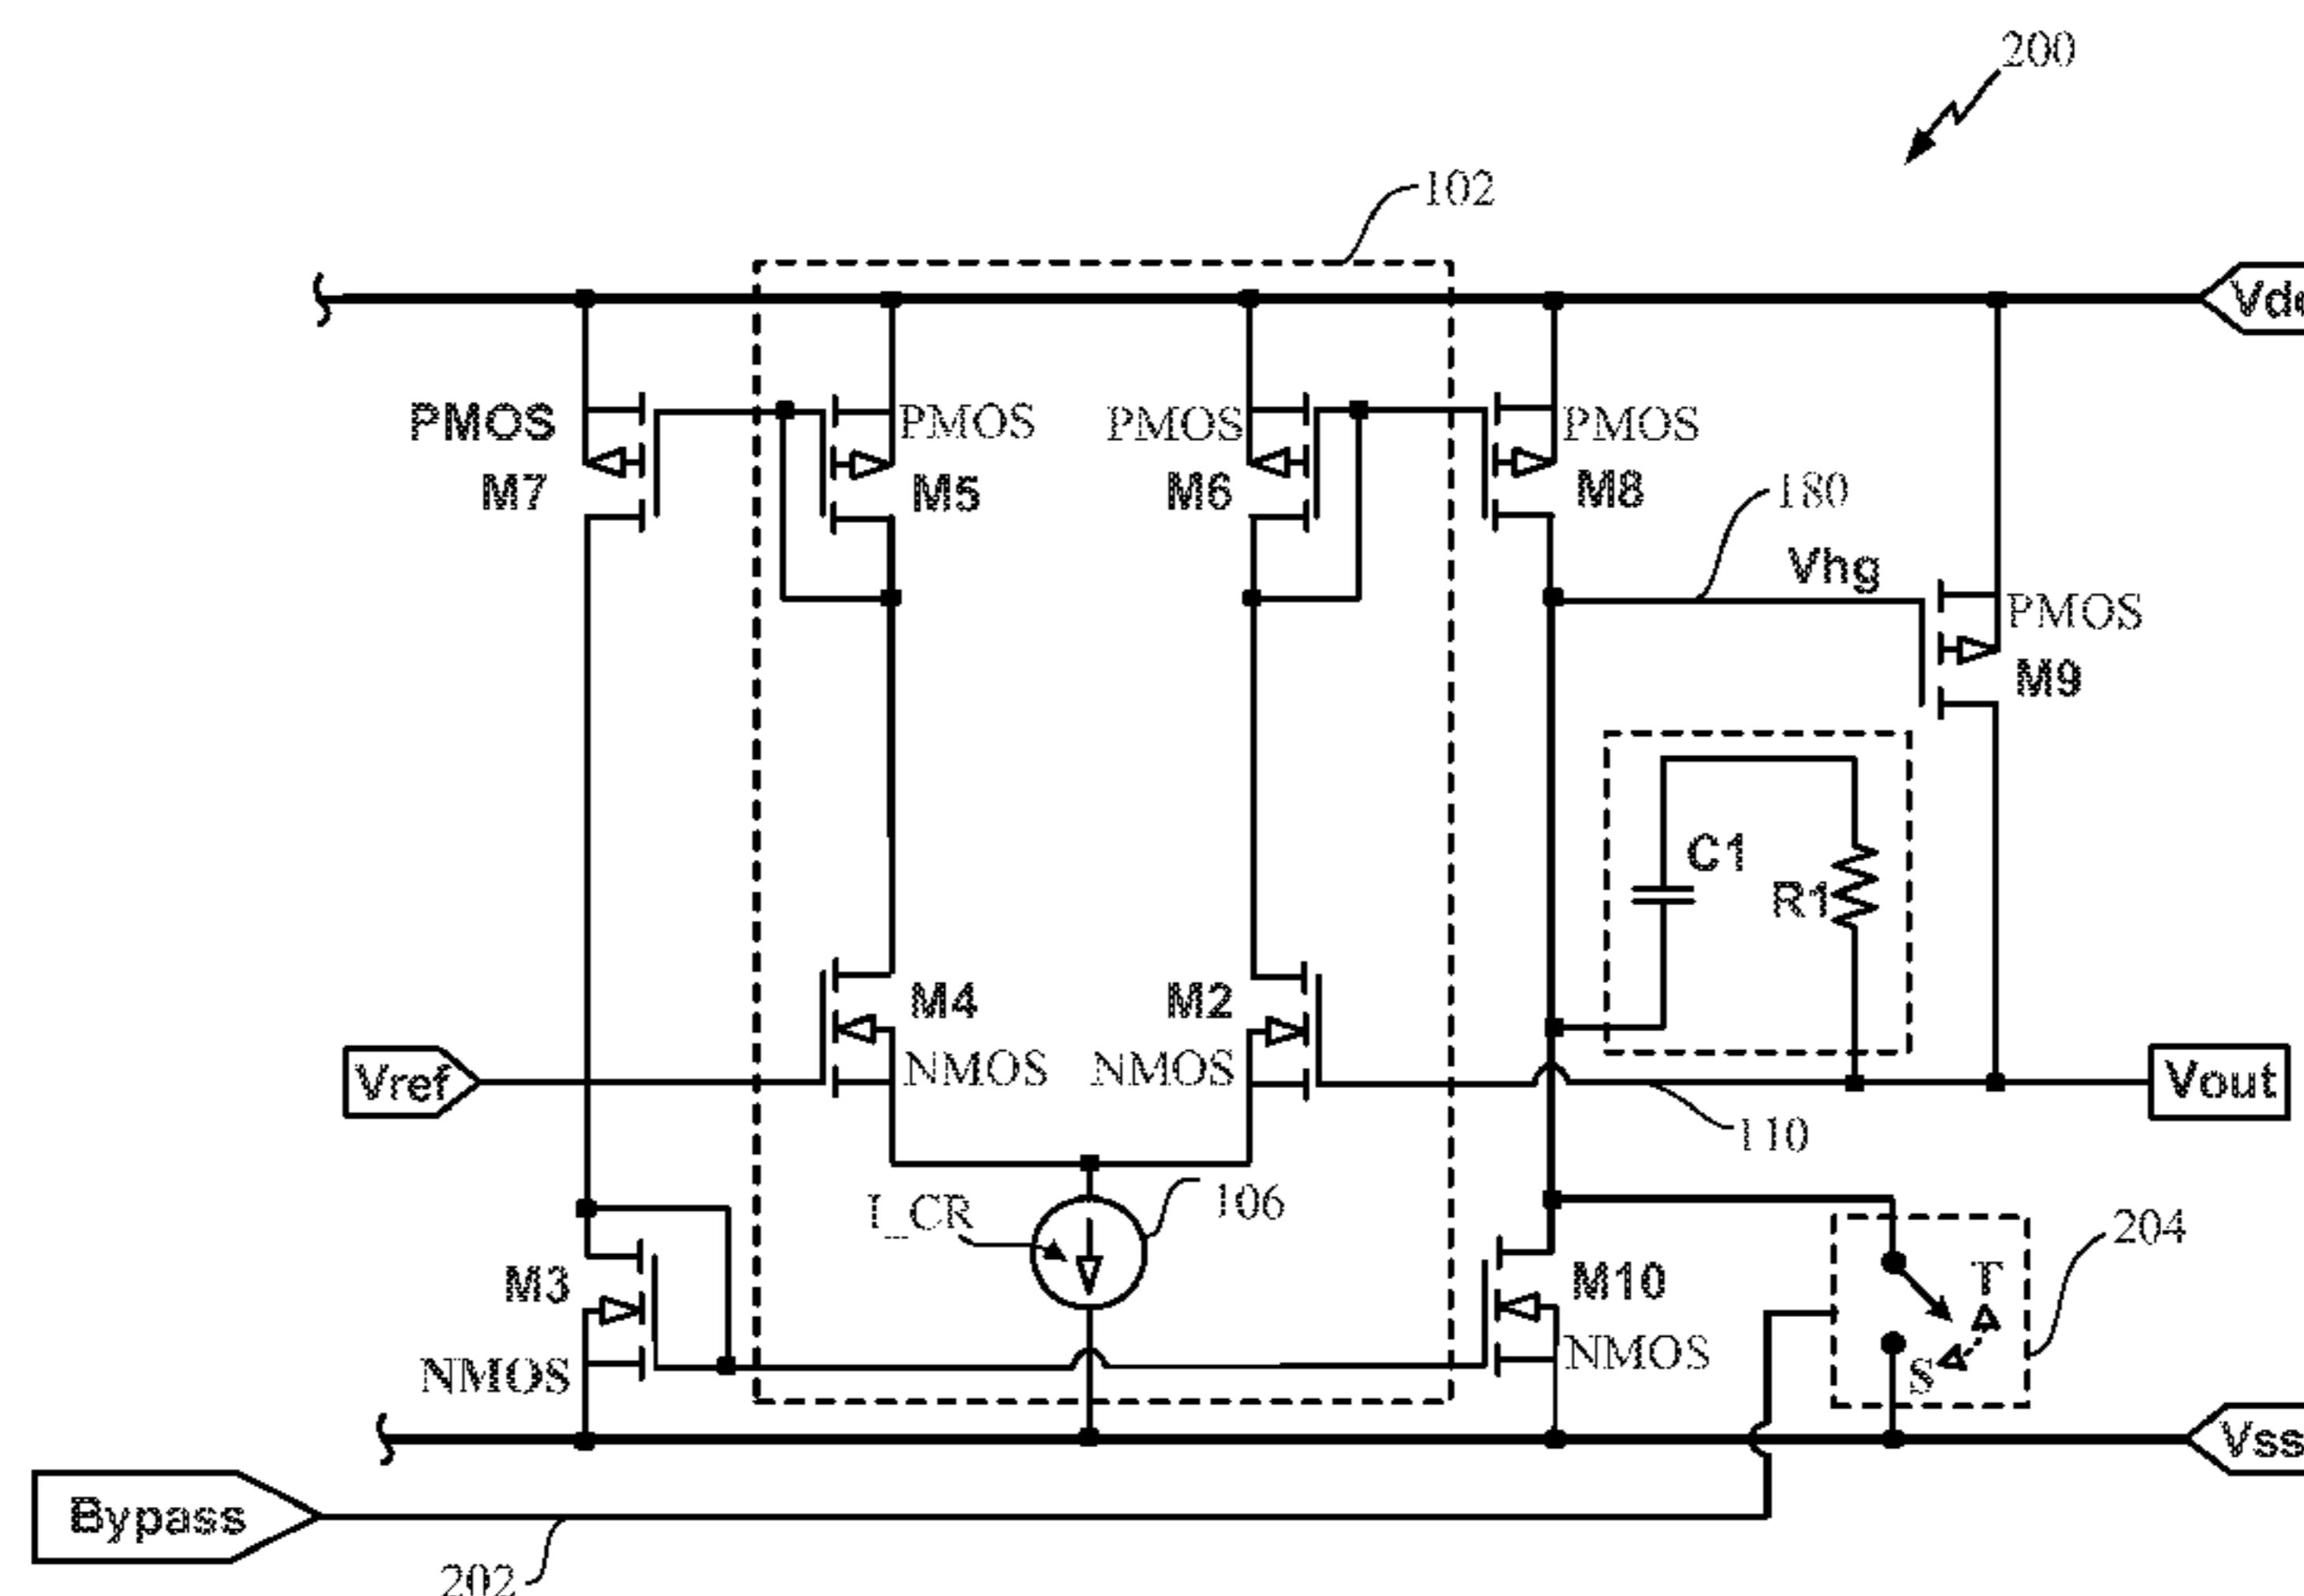 200
102
Vdd
PMOS
M7
PMOS
M5
PMOS
M6
PMOS
M8
180
Vhg
PMOS
M9
C1
R1
M4
NMOS
M2
NMOS
Vref
Vout
110
I_CR
106
M3
NMOS
M10
NMOS
T
S
204
Vss
Bypass
202